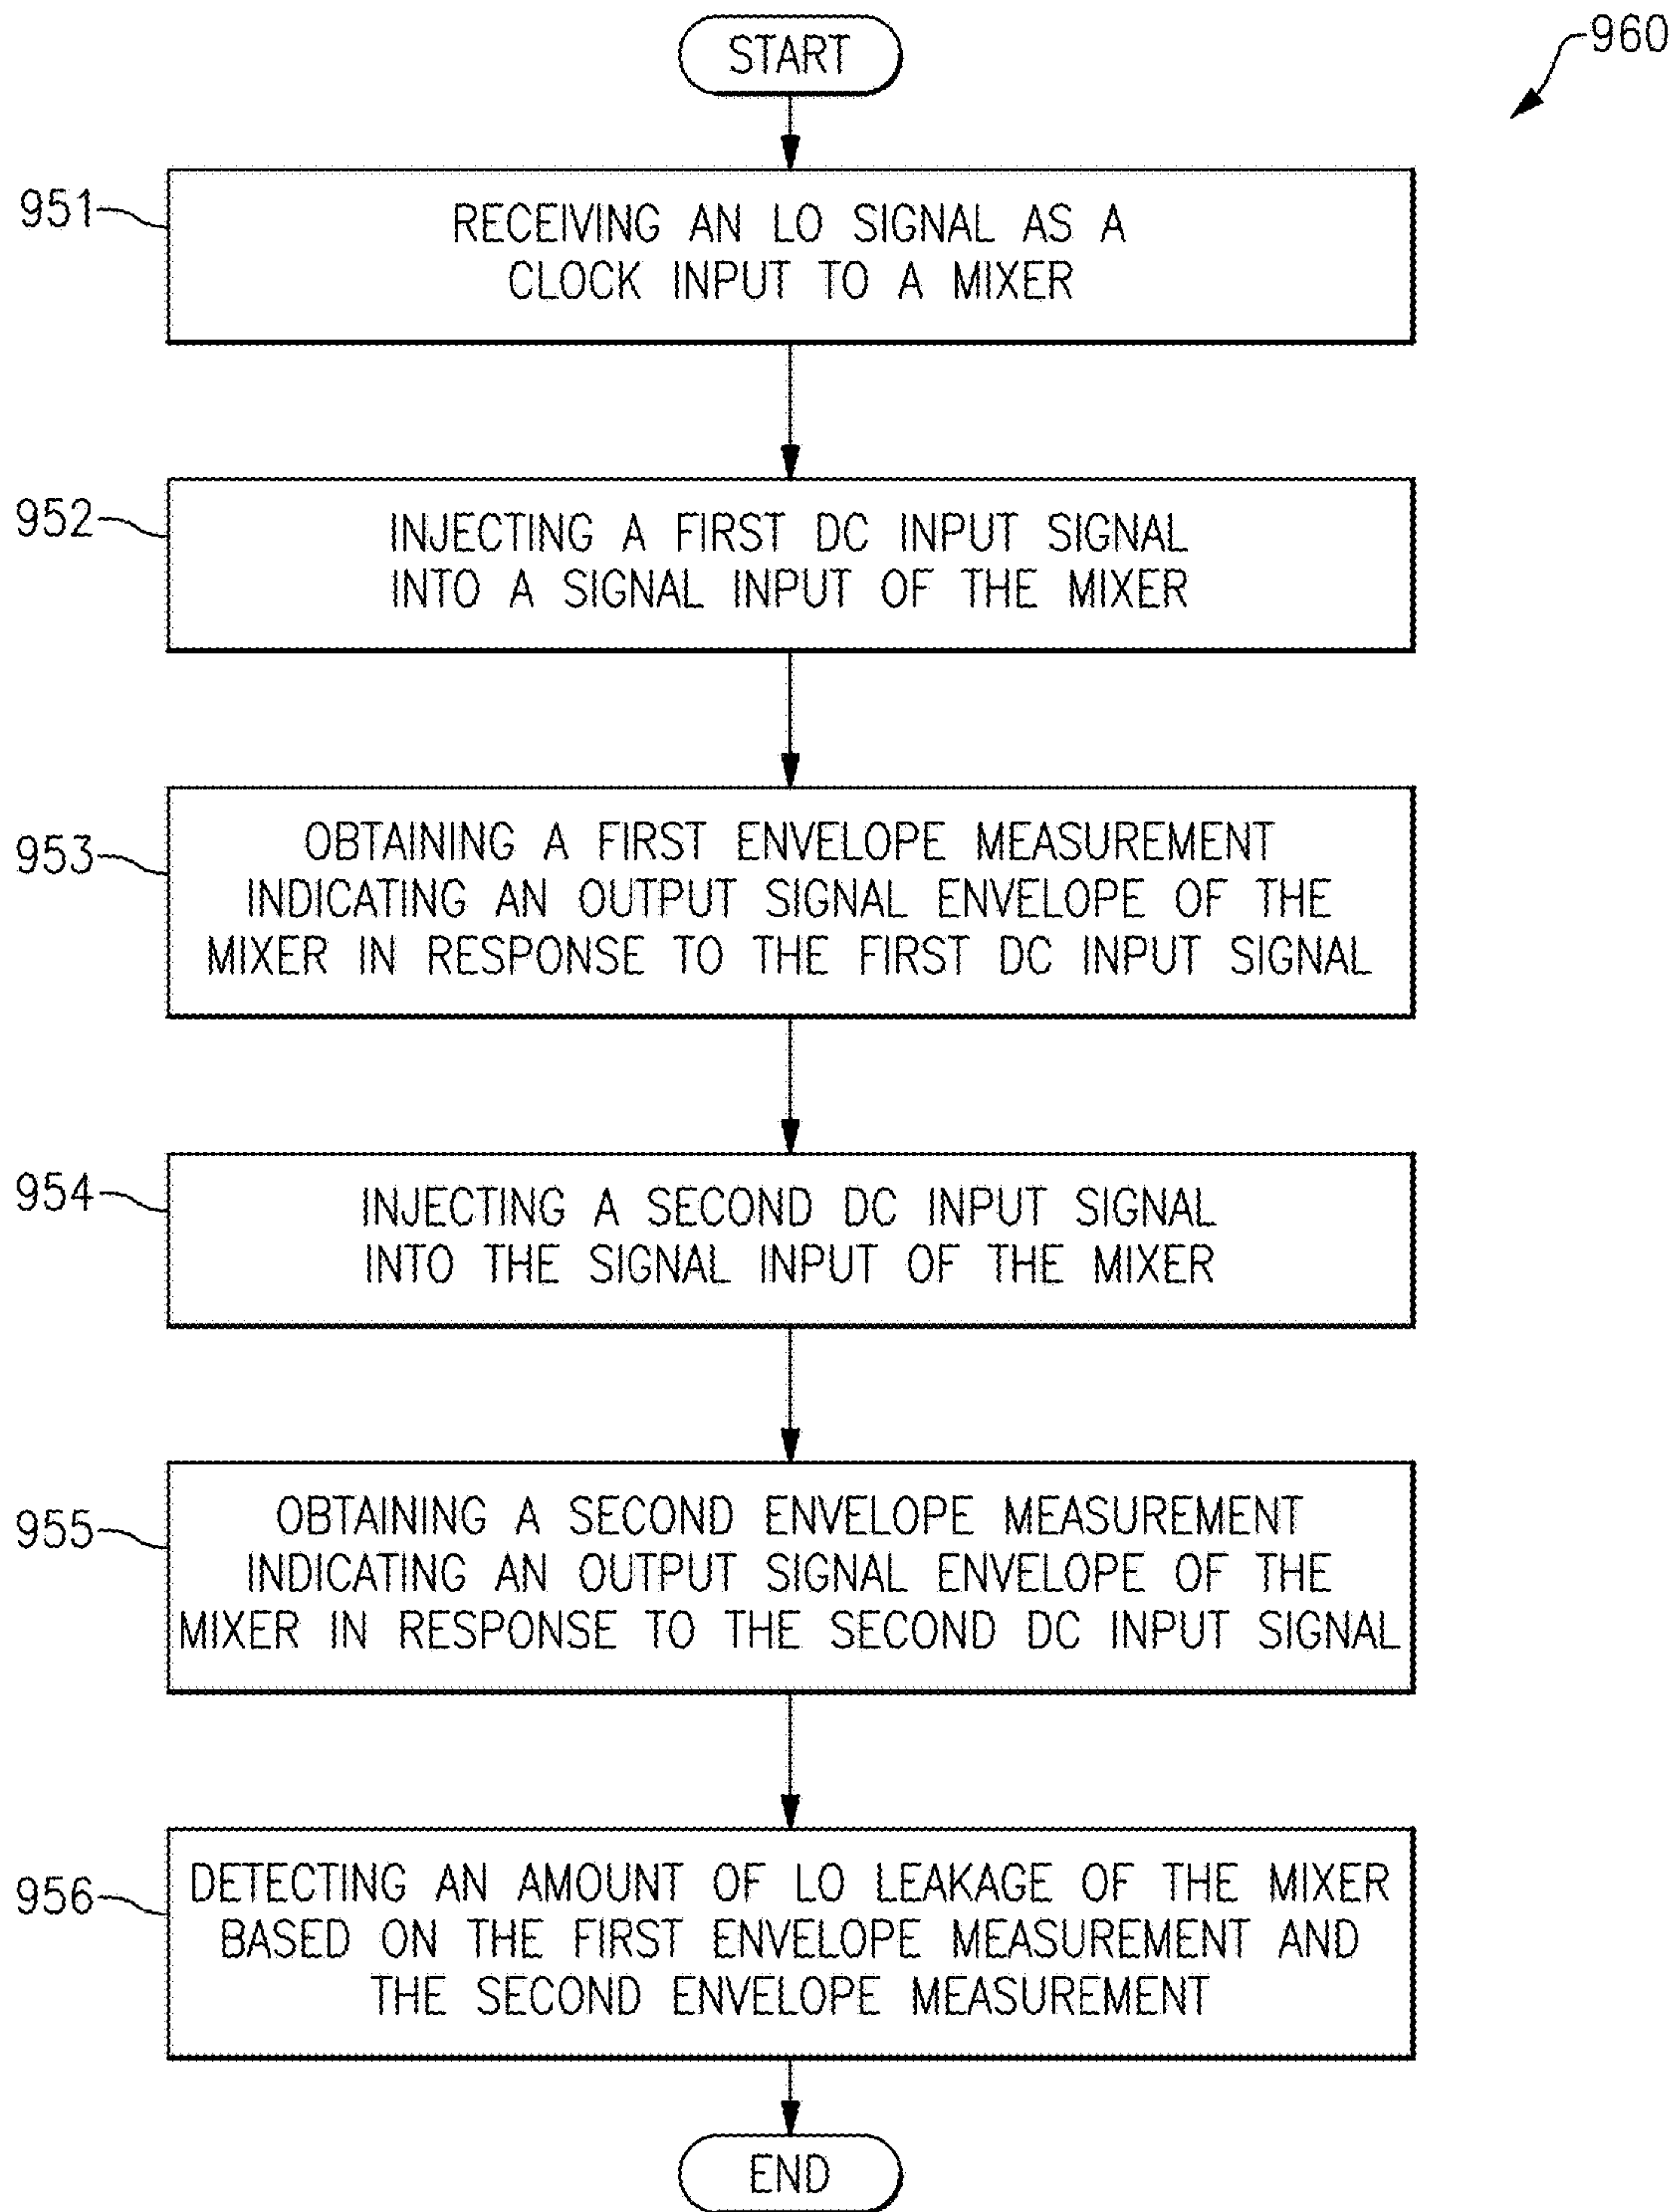 START
960
951
RECEIVING AN LO SIGNAL AS A
CLOCK INPUT TO A MIXER
952
INJECTING A FIRST DC INPUT SIGNAL
INTO A SIGNAL INPUT OF THE MIXER
953
OBTAINING A FIRST ENVELOPE MEASUREMENT
INDICATING AN OUTPUT SIGNAL ENVELOPE OF THE
MIXER IN RESPONSE TO THE FIRST DC INPUT SIGNAL
954
INJECTING A SECOND DC INPUT SIGNAL
INTO THE SIGNAL INPUT OF THE MIXER
955
OBTAINING A SECOND ENVELOPE MEASUREMENT
INDICATING AN OUTPUT SIGNAL ENVELOPE OF THE
MIXER IN RESPONSE TO THE SECOND DC INPUT SIGNAL
956
DETECTING AN AMOUNT OF LO LEAKAGE OF THE MIXER
BASED ON THE FIRST ENVELOPE MEASUREMENT AND
THE SECOND ENVELOPE MEASUREMENT
END